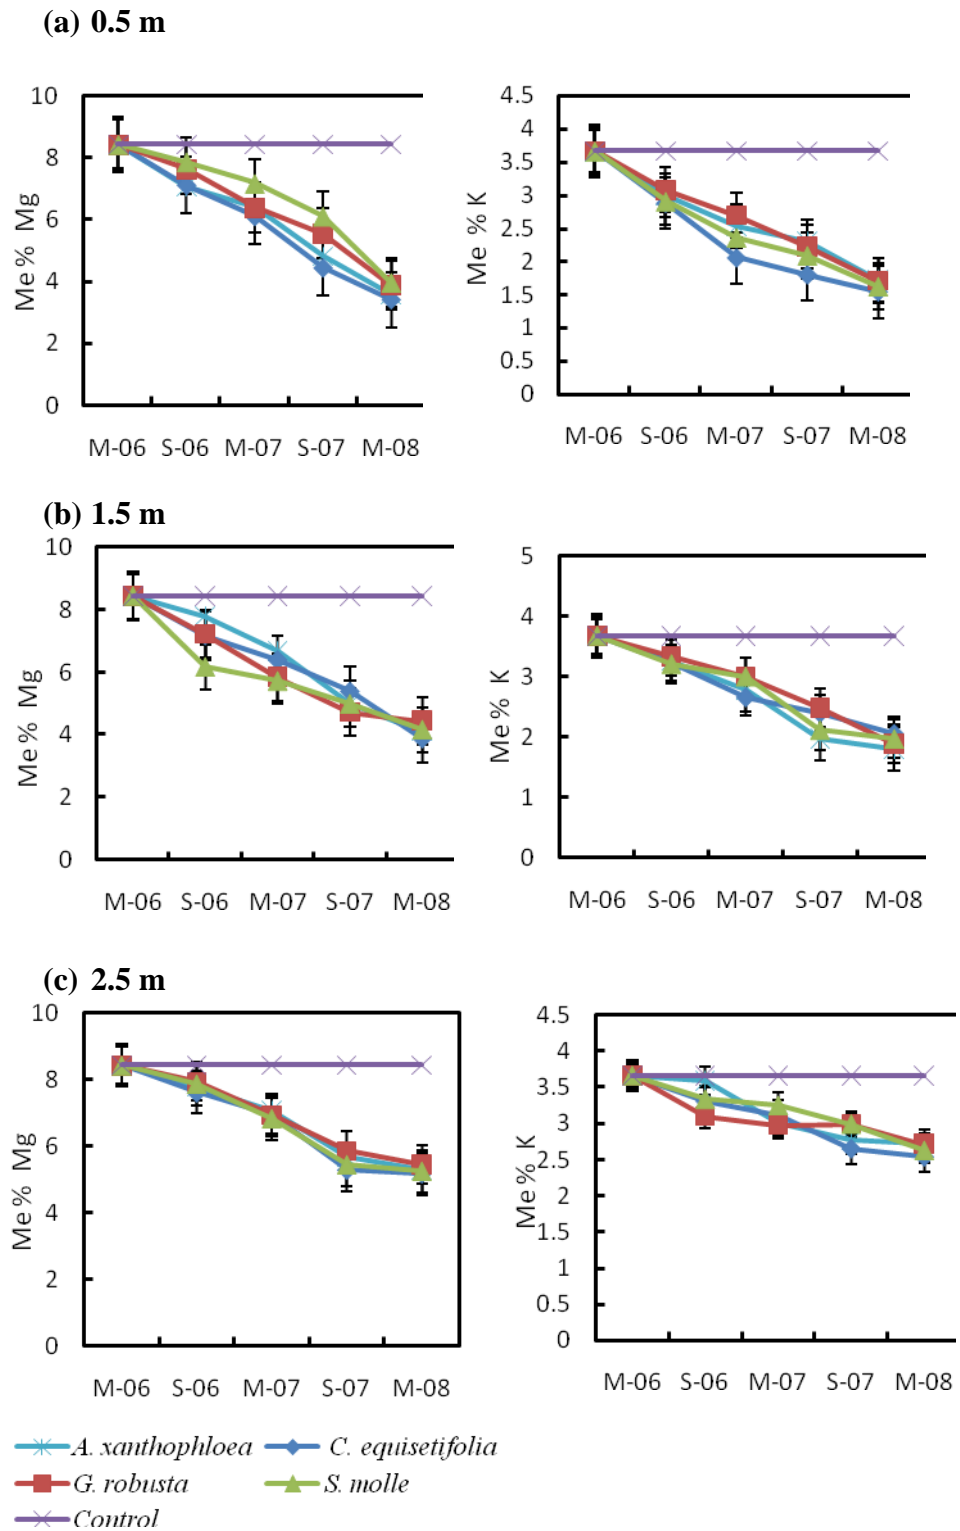 (a) 0.5 m
10
8
6
4
2
0
Me% Mg
M-06 S-06 M-07 S-07 M-08
4.5
4
3.5
3
2.5
2
1.5
1
0.5
0
Me % K
M-06 S-06 M-07 S-07 M-08
(b) 1.5 m
10
8
6
4
2
0
Me% Mg
M-06 S-06 M-07 S-07 M-08
5
4
3
2
1
0
Me% K
M-06 S-06 M-07 S-07 M-08
(c) 2.5 m
10
8
6
4
2
0
Me% Mg
M-06 S-06 M-07 S-07 M-08
4.5
4
3.5
3
2.5
2
1.5
1
0.5
0
Me% K
M-06 S-06 M-07 S-07 M-08
A. xanthophloea C. equisetifolia
G. robusta S. molle
Control